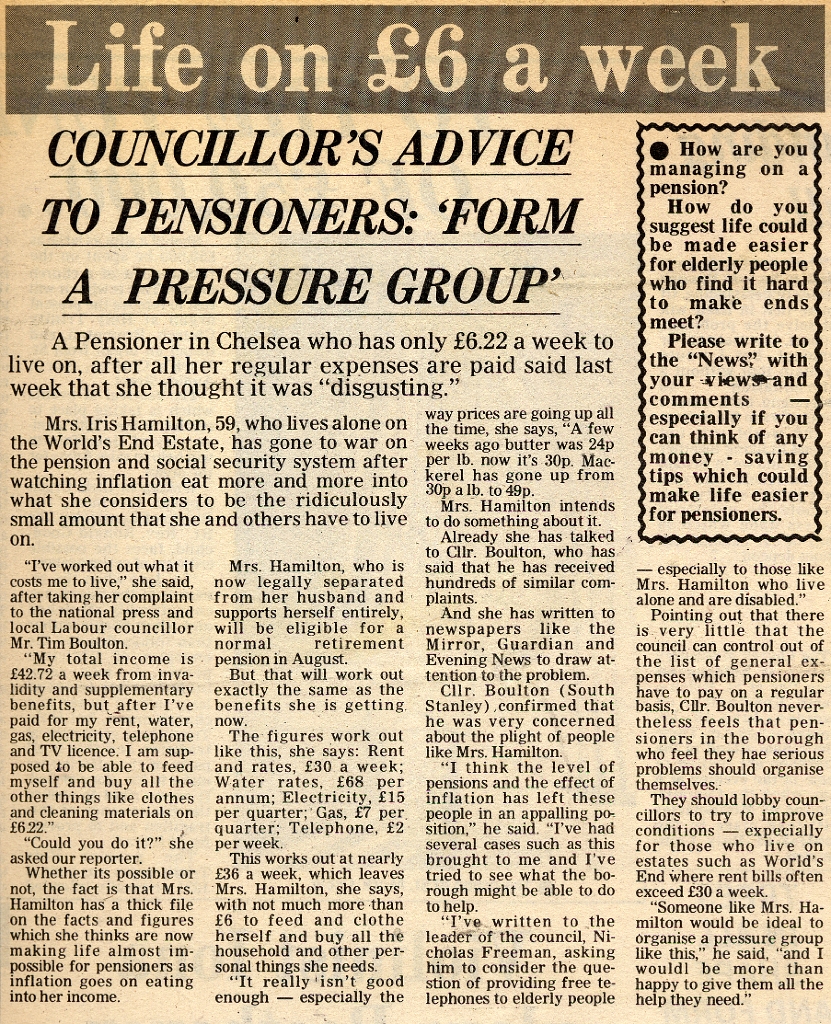 Life on £6 a week
COUNCILLOR'S ADVICE
TO PENSIONERS: 'FORM
A PRESSURE GROUP'
A Pensioner in Chelsea who has only £6.22 a week to
live on, after all her regular expenses are paid said last
week that she thought it was "disgusting."
Mrs. Iris Hamilton, 59, who lives alone on
the World's End Estate, has gone to war on
the pension and social security system after
watching inflation eat more and more into
what she considers to be the ridiculously
small amount that she and others have to live
on.
"I've worked out what it
costs me to live," she said,
after taking her complaint
to the national press and
local Labour councillor
Mr. Tim Boulton.
"My total income is
£42.72 a week from inva-
lidity and supplementary
benefits, but after I've
paid for my rent, water,
gas, electricity, telephone
and TV licence. I am sup-
posed to be able to feed
myself and buy all the
other things like clothes
and cleaning materials on
£6.22."
"Could you do it?" she
asked our reporter.
Whether its possible or
not, the fact is that Mrs.
Hamilton has a thick file
on the facts and figures
which she thinks are now
making life almost im-
possible for pensioners as
inflation goes on eating
into her income.
Mrs. Hamilton, who is
now legally separated
from her husband and
supports herself entirely,
will be eligible for a
normal retirement
pension in August.
But that will work out
exactly the same as the
benefits she is getting
now.
The figures work out
like this, she says: Rent
and rates, £30 a week;
Water rates, £68 per
annum; Electricity, £15
per quarter; Gas, £7 per
quarter; Telephone, £2
per week.
This works out at nearly
£36 a week, which leaves
Mrs. Hamilton, she says,
with not much more than
£6 to feed and clothe
herself and buy all the
household and other per-
sonal things she needs.
"It really isn't good
enough — especially the
way prices are going up all
the time, she says, "A few
weeks ago butter was 24p
per lb. now it's 30p. Mac-
kerel has gone up from
30p a lb. to 49p.
Mrs. Hamilton intends
to do something about it.
Already she has talked
to Cllr. Boulton, who has
said that he has received
hundreds of similar com-
plaints.
And she has written to
newspapers like the
Mirror, Guardian and
Evening News to draw at-
tention to the problem.
Cllr. Boulton (South
Stanley) confirmed that
he was very concerned
about the plight of people
like Mrs. Hamilton.
"I think the level of
pensions and the effect of
inflation has left these
people in an appalling po-
sition," he said. "I've had
several cases such as this
brought to me and I've
tried to see what the bo-
rough might be able to do
to help.
"I've written to the
leader of the council, Ni-
cholas Freeman, asking
him to consider the que-
stion of providing free te-
lephones to elderly people
— especially to those like
Mrs. Hamilton who live
alone and are disabled."
Pointing out that there
is very little that the
council can control out of
the list of general ex-
penses which pensioners
have to pay on a regular
basis, Cllr. Boulton never-
theless feels that pen-
sioners in the borough
who feel they hae serious
problems should organise
themselves.
They should lobby coun-
cillors to try to improve
conditions — expecially
for those who live on
estates such as World's
End where rent bills often
exceed £30 a week.
"Someone like Mrs. Ha-
milton would be ideal to
organise a pressure group
like this," he said, "and I
wouldl be more than
happy to give them all the
help they need."
● How are you
managing on a
pension?
How do you
suggest life could
be made easier
for elderly people
who find it hard
to make ends
meet?
Please write to
the "News," with
your views and
comments —
especially if you
can think of any
money - saving
tips which could
make life easier
for pensioners.